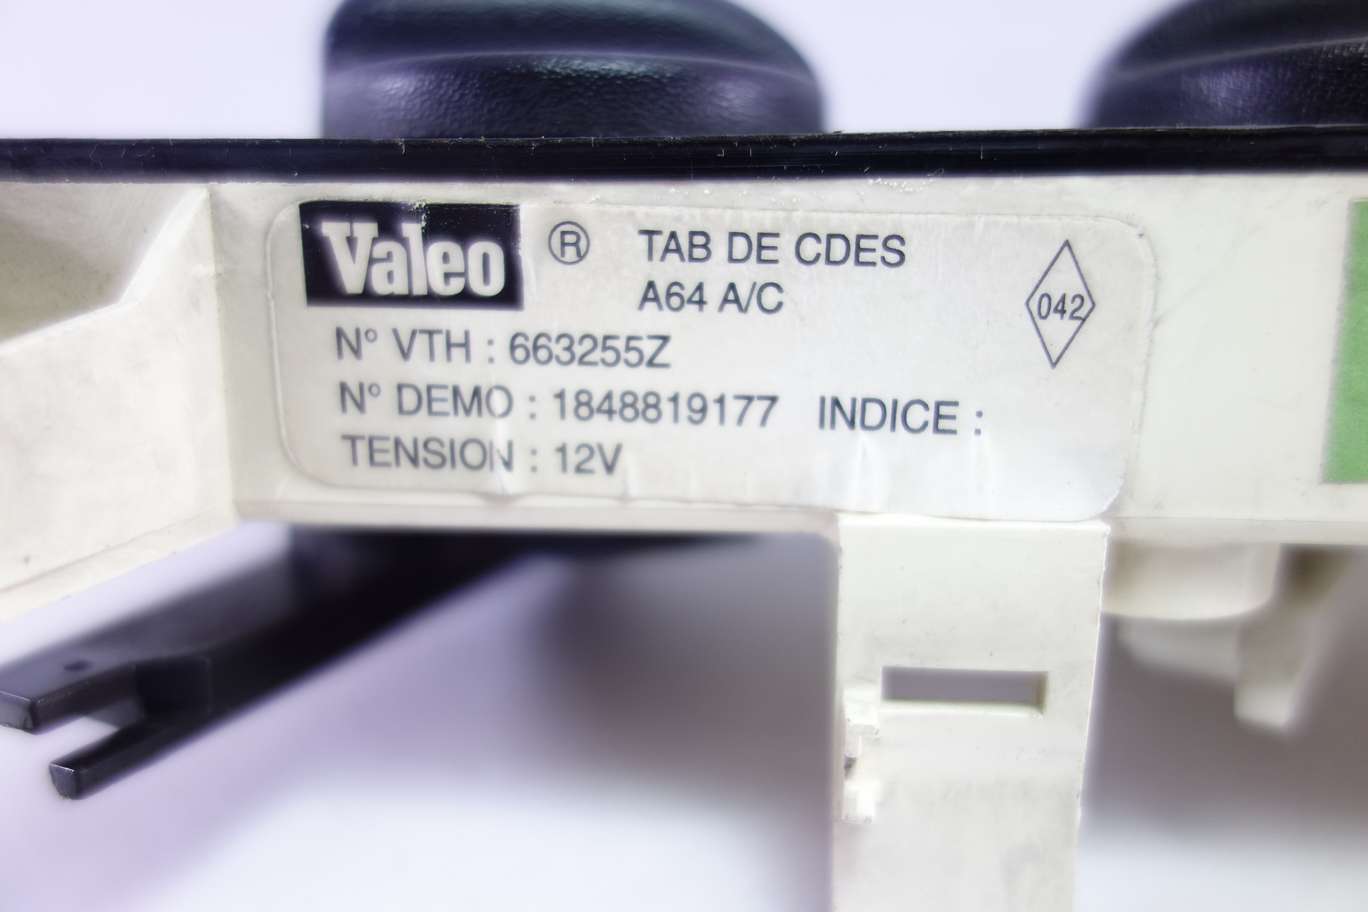 Valeo ® TAB DE CDES
A64 A/C
042
N° VTH : 663255Z
N° DEMO : 1848819177 INDICE :
TENSION : 12V